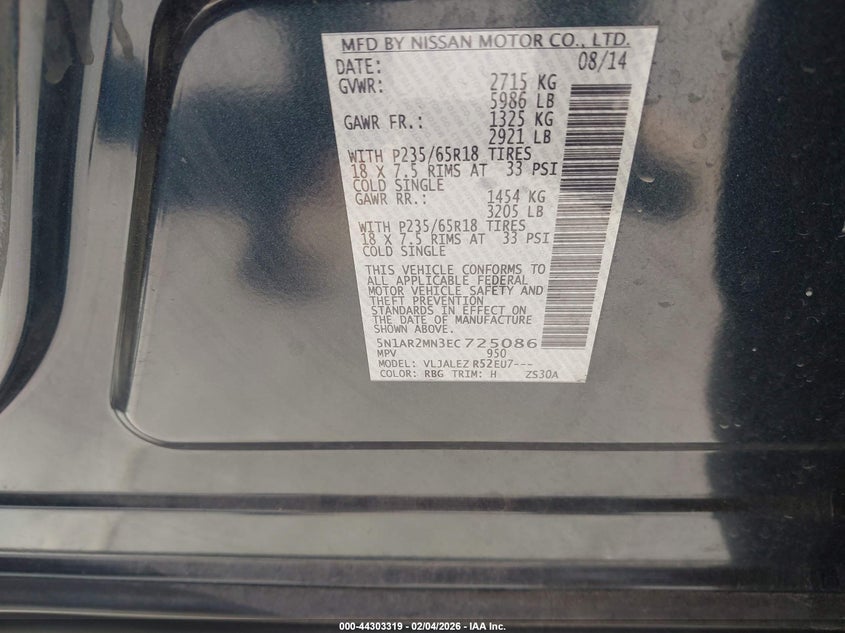 MFD BY NISSAN MOTOR CO., LTD.
DATE: 08/14
GVWR: 2715 KG
5986 LB
GAWR FR.: 1325 KG
2921 LB
WITH P235/65R18 TIRES
18 X 7.5 RIMS AT 33 PSI
COLD SINGLE
GAWR RR.: 1454 KG
3205 LB
WITH P235/65R18 TIRES
18 X 7.5 RIMS AT 33 PSI
COLD SINGLE
THIS VEHICLE CONFORMS TO
ALL APPLICABLE FEDERAL
MOTOR VEHICLE SAFETY AND
THEFT PREVENTION
STANDARDS IN EFFECT ON
THE DATE OF MANUFACTURE
SHOWN ABOVE.
5N1AR2MN3EC725086
MPV 950
MODEL: VLJALEZ R52EU7---
COLOR: RBG TRIM: H ZS30A
000-44303319 - 02/04/2026 - IAA Inc.